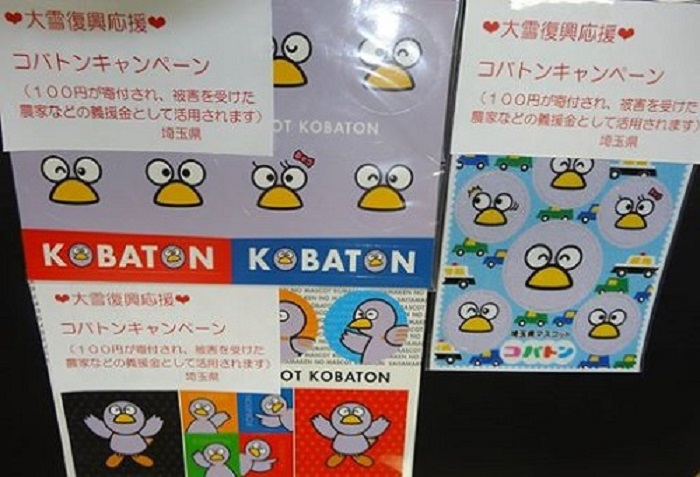 ❤大雪復興応援❤
コバトンキャンペーン
(100円が寄付され、被害を受けた
農家などの義援金として活用されます)
埼玉県
OT KOBATON
KOBATON
KOBATON
❤大雪復興応援❤
コバトンキャンペーン
(100円が寄付され、被害を受けた
農家などの義援金として活用されます)
埼玉県
埼玉県マスコット
コバトン
❤大雪復興応援❤
コバトンキャンペーン
(100円が寄付され、被害を受けた
農家などの義援金として活用されます)
埼玉県
OT KOBATON